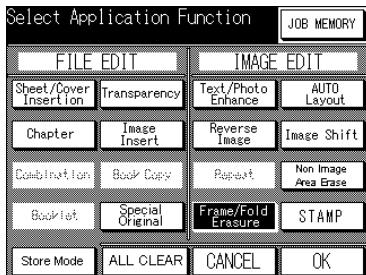 Select Application Function
JOB MEMORY
FILE EDIT
IMAGE EDIT
Sheet/Cover
Insertion
Transparency
Text/Photo
Enhance
AUTO
Layout
Chapter
Image
Insert
Reverse
Image
Image Shift
Combination
Book Copy
Repeat
Non Image
Area Erase
Booklet
Special
Original
Frame/Fold
Erasure
STAMP
Store Mode
ALL CLEAR
CANCEL
OK